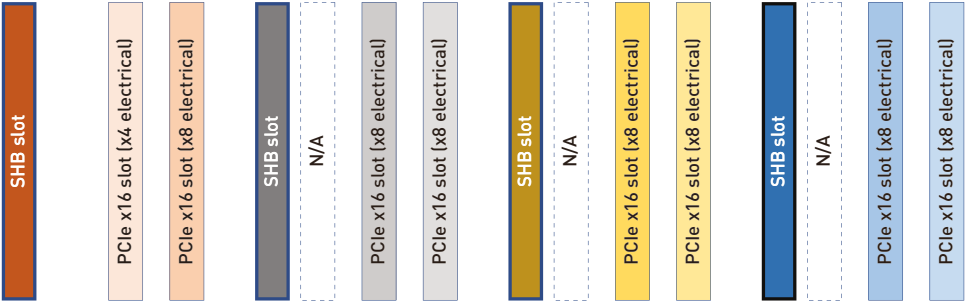 SHB slot
PCIe x16 slot (x4 electrical)
PCIe x16 slot (x8 electrical)
SHB slot
N/A
PCIe x16 slot (x8 electrical)
PCIe x16 slot (x8 electrical)
SHB slot
N/A
PCIe x16 slot (x8 electrical)
PCIe x16 slot (x8 electrical)
SHB slot
N/A
PCIe x16 slot (x8 electrical)
PCIe x16 slot (x8 electrical)